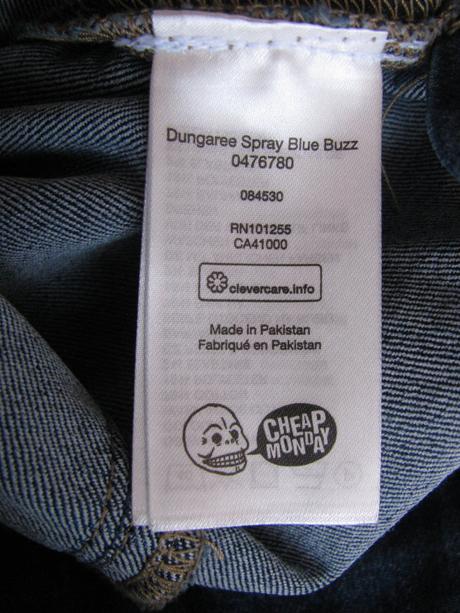 Dungaree Spray Blue Buzz
0476780
084530
RN101255
CA41000
clevercare.info
Made in Pakistan
Fabriqué en Pakistan
CHEAP
MONDAY